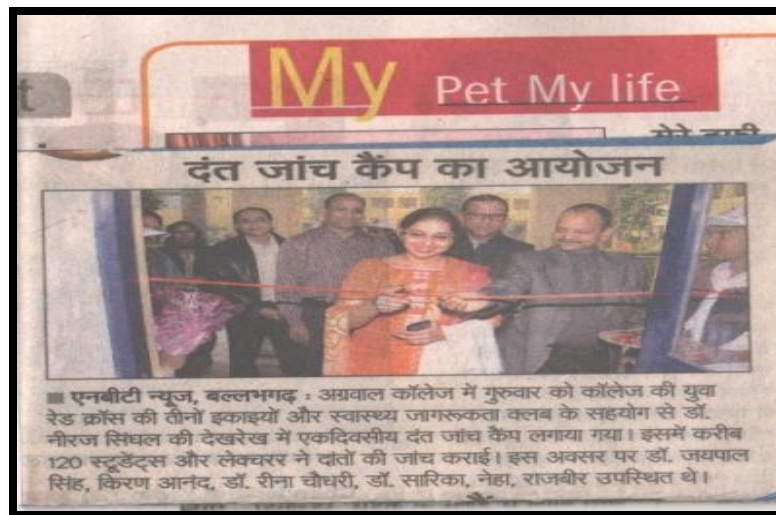 My Pet My life
दंत जांच कैंप का आयोजन
■ एनबीटी न्यूज, बल्लभगढ़ : अग्रवाल कॉलेज में गुरुवार को कॉलेज की युवा
रेड क्रॉस की तीनों इकाइयों और स्वास्थ्य जागरूकता क्लब के सहयोग से डॉ.
नीरज सिंघल की देखरेख में एकदिवसीय दंत जांच कैंप लगाया गया। इसमें करीब
120 स्टूडेंट्स और लेक्चरर ने दांतों की जांच कराई। इस अवसर पर डॉ. जयपाल
सिंह, किरण आनंद, डॉ. रीना चौधरी, डॉ. सारिका, नेहा, राजबीर उपस्थित थे।